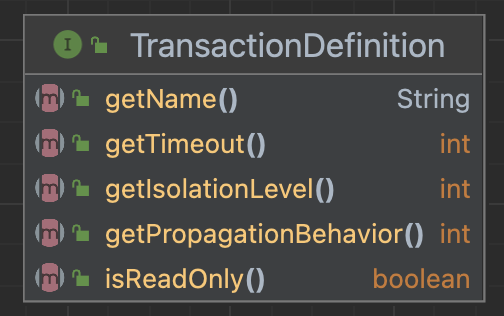 I TransactionDefinition
m getName() String
m getTimeout() int
m getIsolationLevel() int
m getPropagationBehavior() int
m isReadOnly() boolean